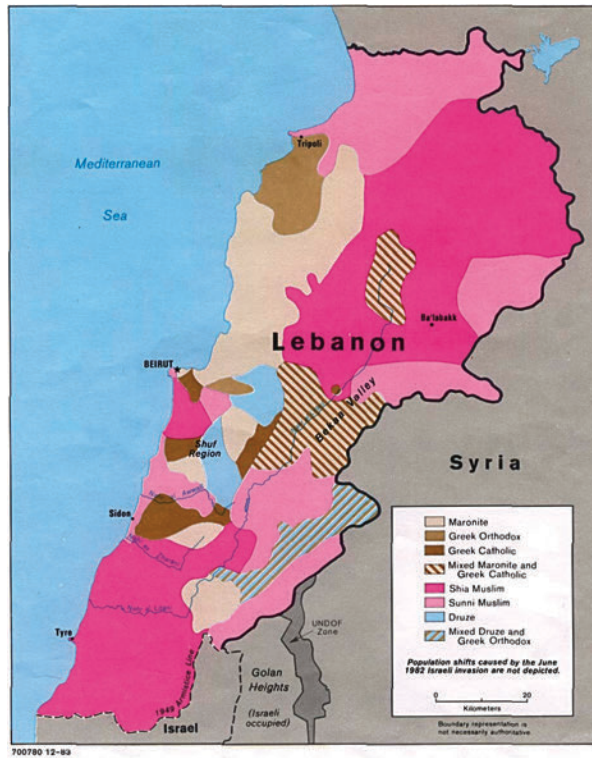 Mediterranean
Sea
Tripoli
Ba'labakk
Lebanon
BEIRUT
Bekaa Valley
Shuf
Region
Syria
Sidon
Tyre
1949 Armistice Line
Israel
Golan
Heights
(Israeli
occupied)
UNDOF
Zone
Maronite
Greek Orthodox
Greek Catholic
Mixed Maronite and
Greek Catholic
Shia Muslim
Sunni Muslim
Druze
Mixed Druze and
Greek Orthodox
Population shifts caused by the June
1982 Israeli invasion are not depicted.
0 20
Kilometers
Boundary representation is
not necessarily authoritative.
700780 12-83